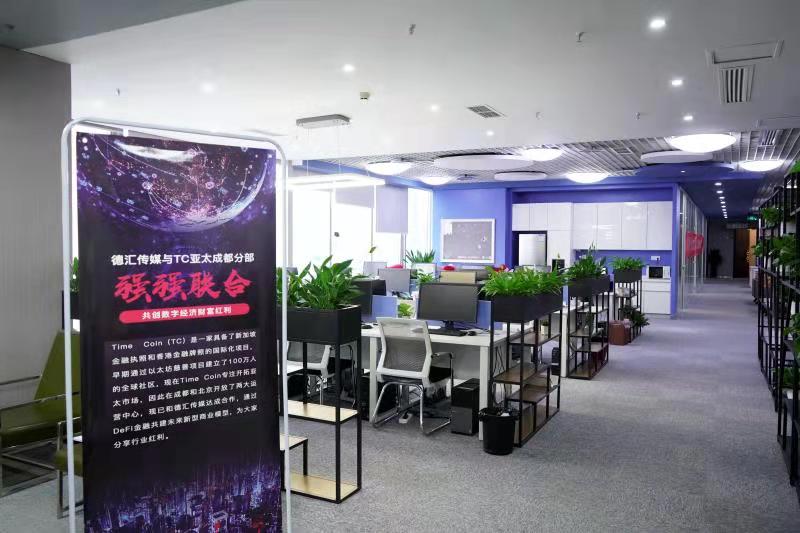 德汇传媒与TC亚太成都分部
强强联合
共创数字经济财富红利
Time Coin（TC）是一家具备了新加坡
金融执照和香港金融牌照的国际化项目，
早期通过以太坊慈善项目建立了100万人
的全球社区，现在Time Coin专注开拓亚
太市场，因此在成都和北京开放了两大运
营中心，现已和德汇传媒达成合作，通过
DeFi金融共建未来新型商业模型，为大家
分享行业红利。